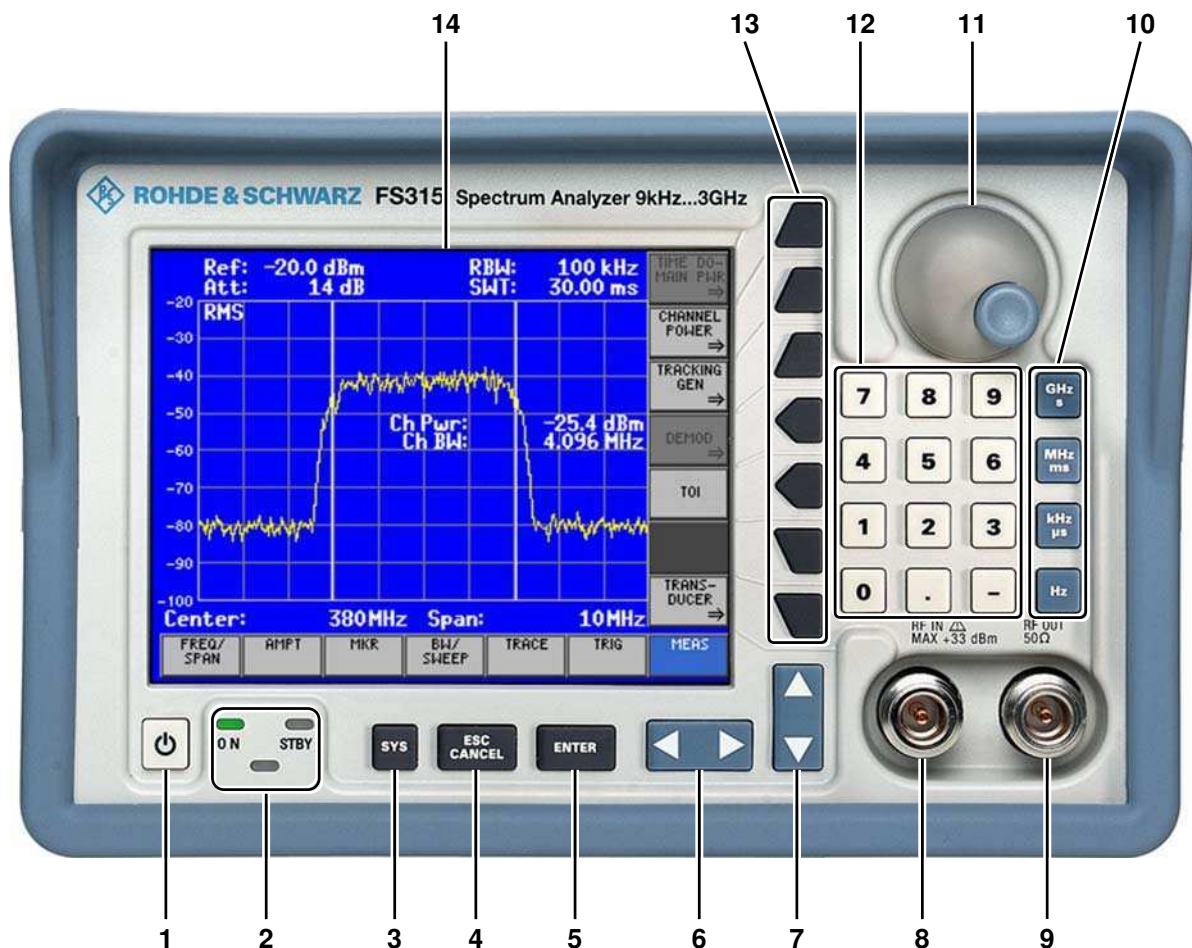 14 13 12 11 10
ROHDE & SCHWARZ FS315 Spectrum Analyzer 9kHz...3GHz
Ref: -20.0 dBm RBW: 100 kHz
Att: 14 dB SWT: 30.00 ms
RMS
-20
-30
-40
-50
-60
-70
-80
-90
-100
Ch Pwr: -25.4 dBm
Ch BW: 4.096 MHz
Center: 380MHz Span: 10MHz
TIME DO-
MAIN PWR
⇒
CHANNEL
POWER
⇒
TRACKING
GEN
⇒
DEMOD
⇒
TOI
TRANS-
DUCER
⇒
FREQ/
SPAN
AMPT
MKR
BW/
SWEEP
TRACE
TRIG
MEAS
7 8 9
GHz
s
4 5 6
MHz
ms
1 2 3
kHz
µs
0 . -
Hz
RF IN ⚠
MAX +33 dBm
RF OUT
50Ω
ON STBY
SYS
ESC
CANCEL
ENTER
1 2 3 4 5 6 7 8 9